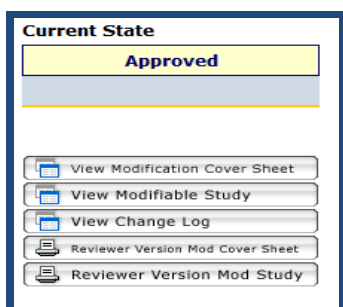 Current State
Approved
View Modification Cover Sheet
View Modifiable Study
View Change Log
Reviewer Version Mod Cover Sheet
Reviewer Version Mod Study